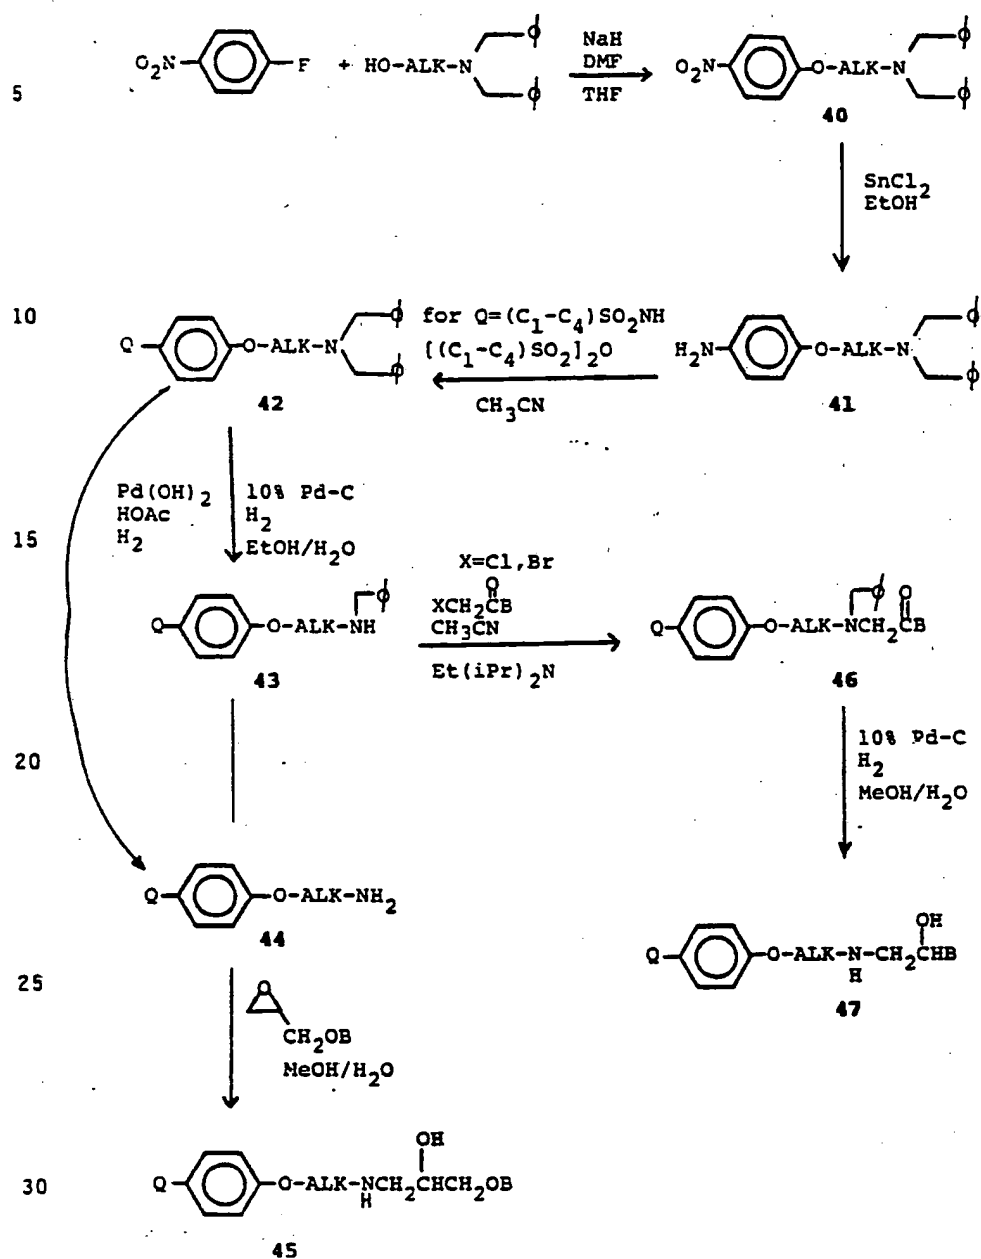 O2N F + HO-ALK-N ϕ ϕ NaH DMF THF O2N O-ALK-N ϕ ϕ
5
40
SnCl2
EtOH
10
Q O-ALK-N ϕ ϕ for Q=(C1-C4)SO2NH H2N O-ALK-N ϕ ϕ
[(C1-C4)SO2]2O
CH3CN
42
41
Pd(OH)2 10% Pd-C
HOAc H2
H2 EtOH/H2O
15
X=Cl,Br
O
XCH2CB
CH3CN
Et(iPr)2N
Q O-ALK-NH ϕ
43
Q O-ALK-NCH2CB ϕ O
46
20
10% Pd-C
H2
MeOH/H2O
Q O-ALK-NH2
44
OH
Q O-ALK-N-CH2CHB
H
47
25
O
CH2OB
MeOH/H2O
OH
30
Q O-ALK-NCH2CHCH2OB
H
45